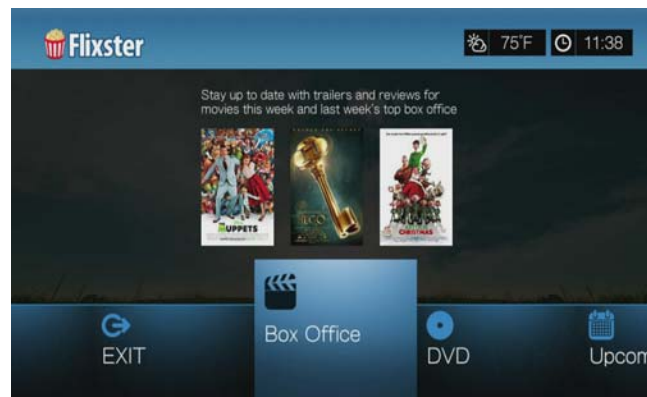 Flixster
75°F
11:38
Stay up to date with trailers and reviews for
movies this week and last week's top box office
MUPPETS
HUGO
CHRISTMAS
EXIT
Box Office
DVD
Upcom